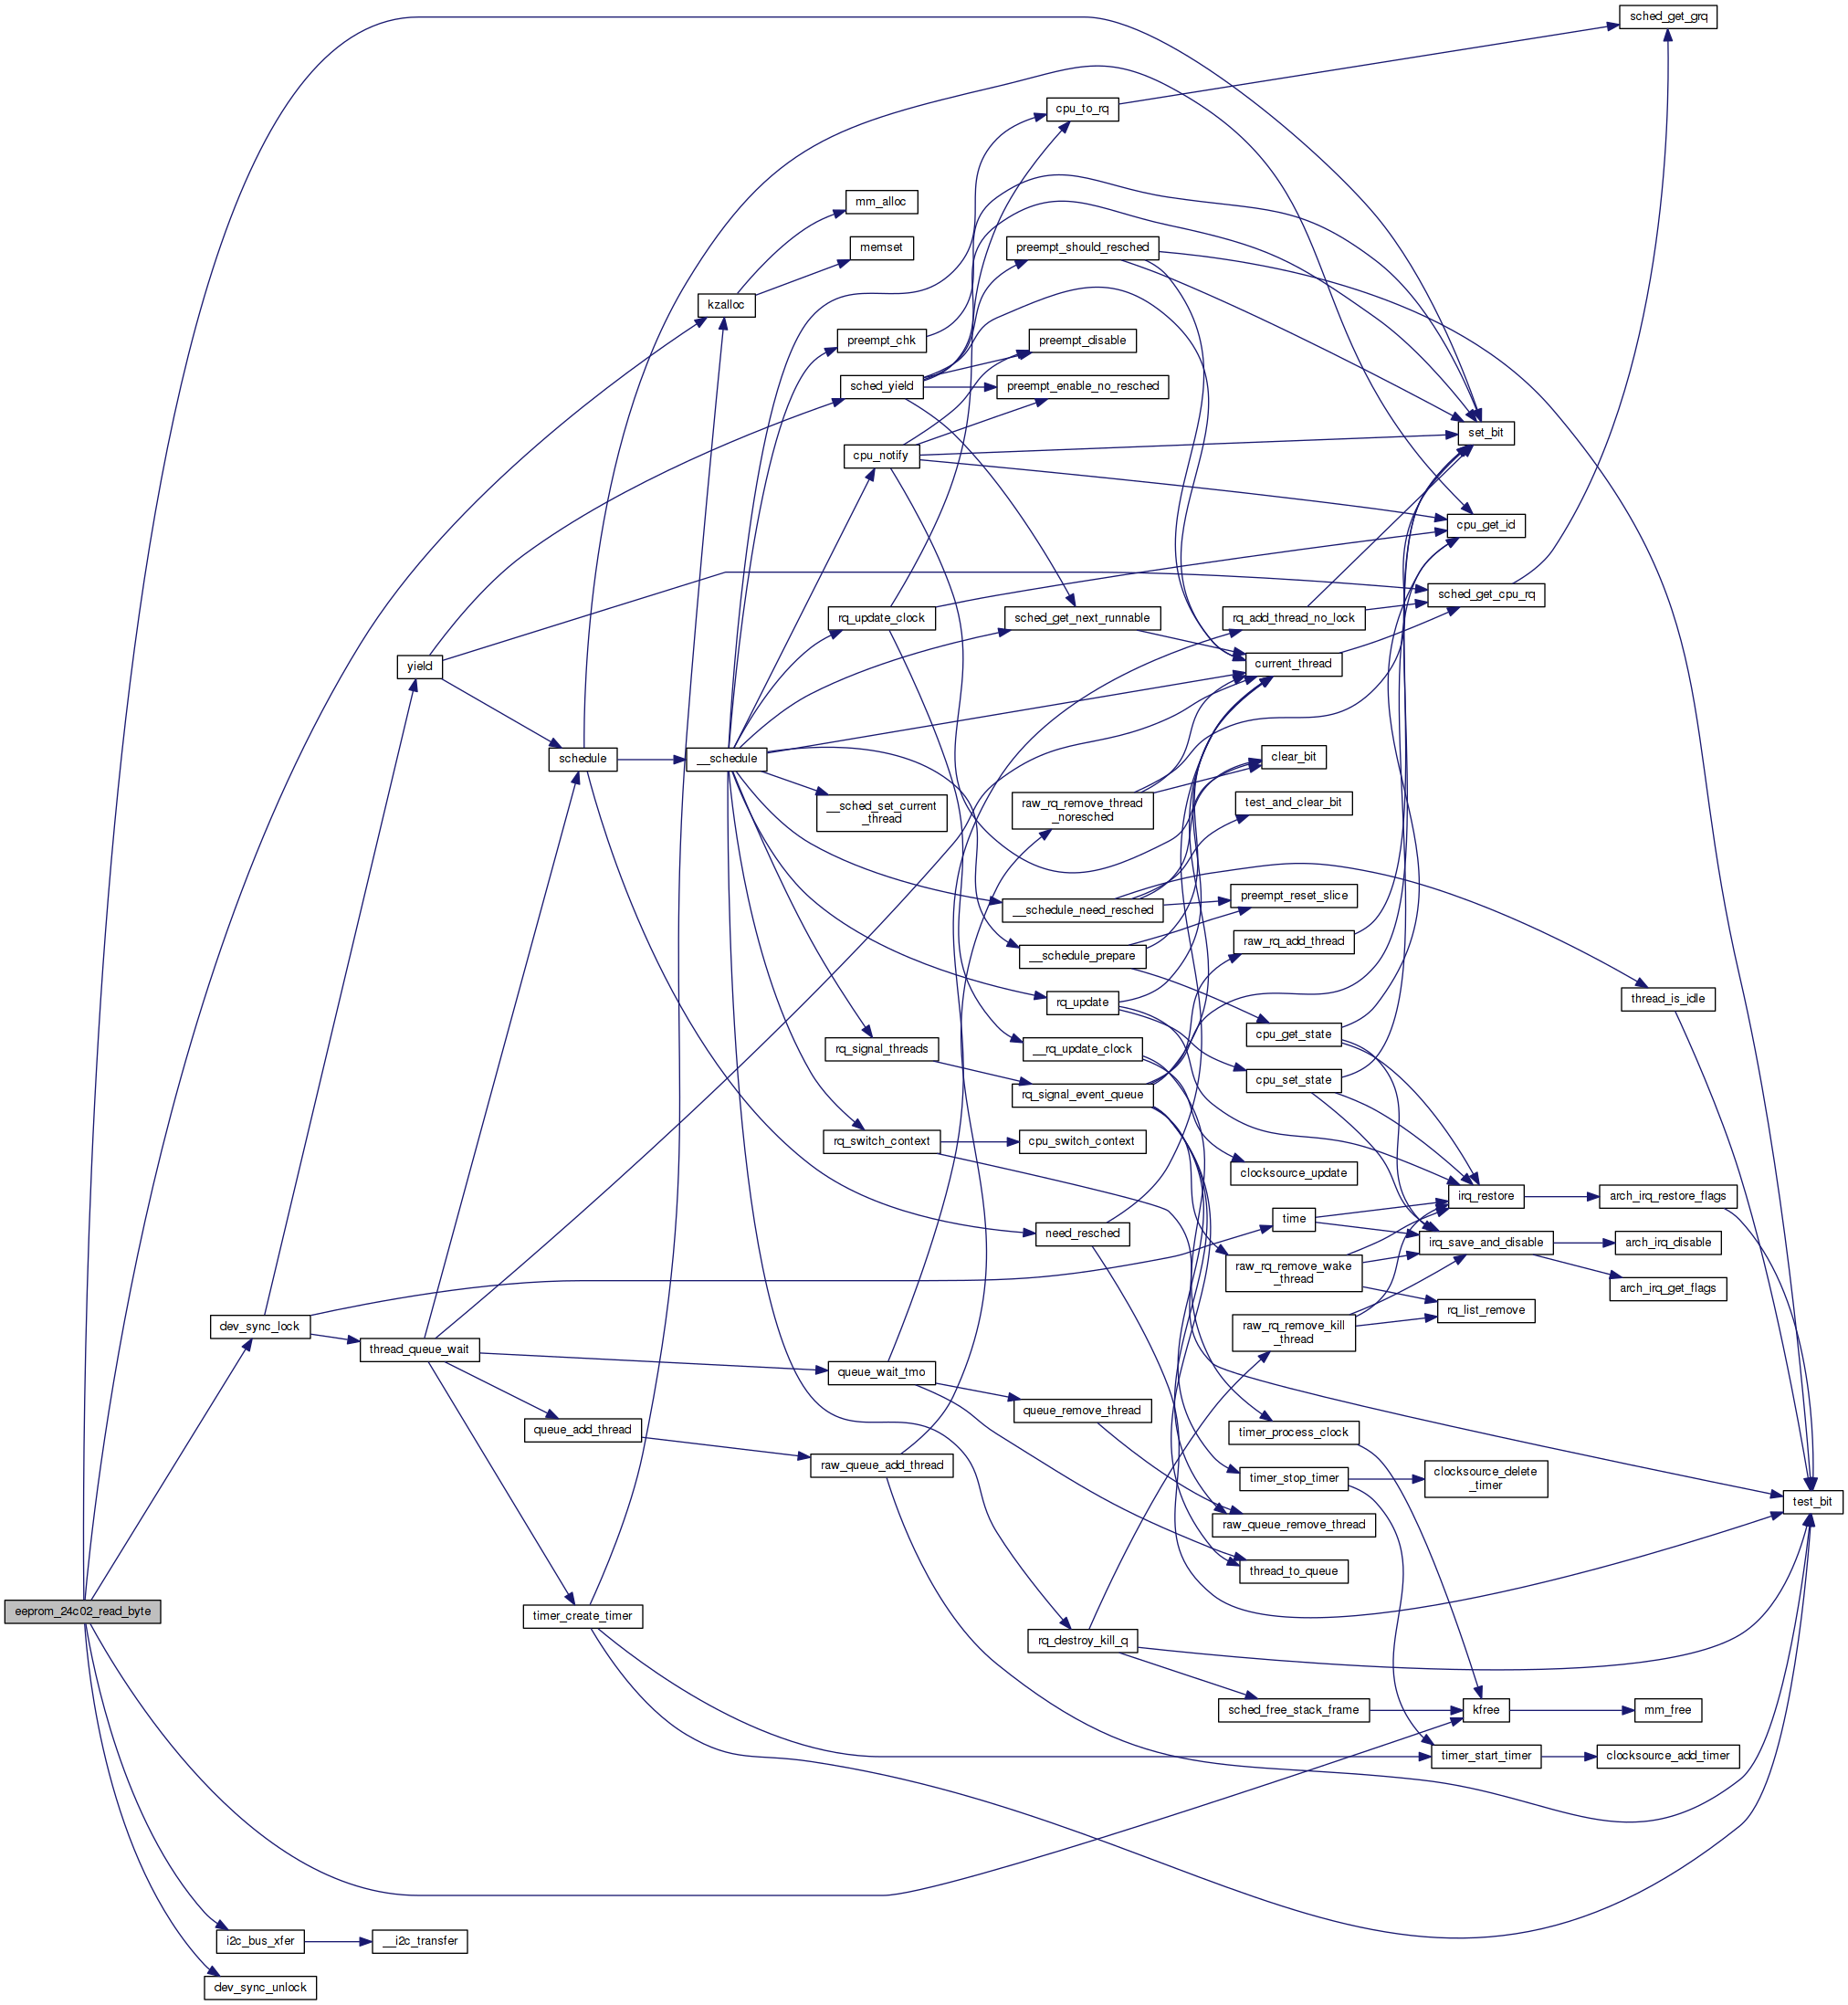 sched_get_grq
cpu_to_rq
mm_alloc
memset
preempt_should_resched
kzalloc
preempt_chk
preempt_disable
sched_yield
preempt_enable_no_resched
set_bit
cpu_notify
cpu_get_id
sched_get_cpu_rq
rq_update_clock
sched_get_next_runnable
rq_add_thread_no_lock
yield
current_thread
schedule
__schedule
clear_bit
__sched_set_current
_thread
raw_rq_remove_thread
_noresched
test_and_clear_bit
__schedule_need_resched
preempt_reset_slice
raw_rq_add_thread
__schedule_prepare
rq_update
thread_is_idle
cpu_get_state
rq_signal_threads
__rq_update_clock
cpu_set_state
rq_signal_event_queue
rq_switch_context
cpu_switch_context
clocksource_update
irq_restore
arch_irq_restore_flags
need_resched
time
irq_save_and_disable
arch_irq_disable
raw_rq_remove_wake
_thread
arch_irq_get_flags
dev_sync_lock
rq_list_remove
raw_rq_remove_kill
_thread
thread_queue_wait
queue_wait_tmo
queue_remove_thread
queue_add_thread
timer_process_clock
raw_queue_add_thread
timer_stop_timer
clocksource_delete
_timer
test_bit
raw_queue_remove_thread
thread_to_queue
eeprom_24c02_read_byte
timer_create_timer
rq_destroy_kill_q
sched_free_stack_frame
kfree
mm_free
timer_start_timer
clocksource_add_timer
i2c_bus_xfer
__i2c_transfer
dev_sync_unlock